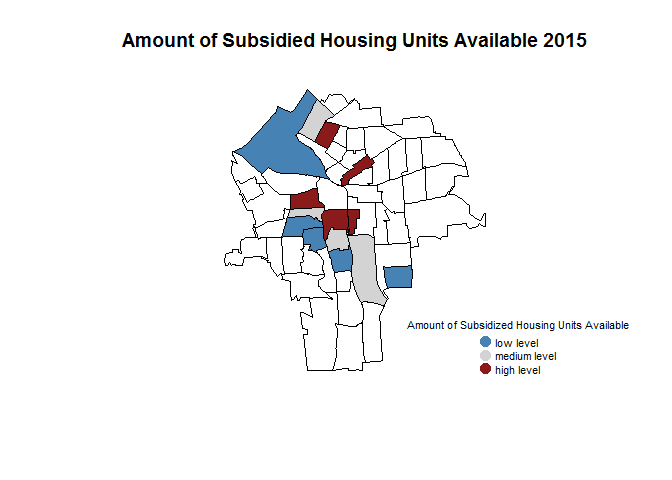 Amount of Subsidied Housing Units Available 2015
Amount of Subsidized Housing Units Available
low level
medium level
high level